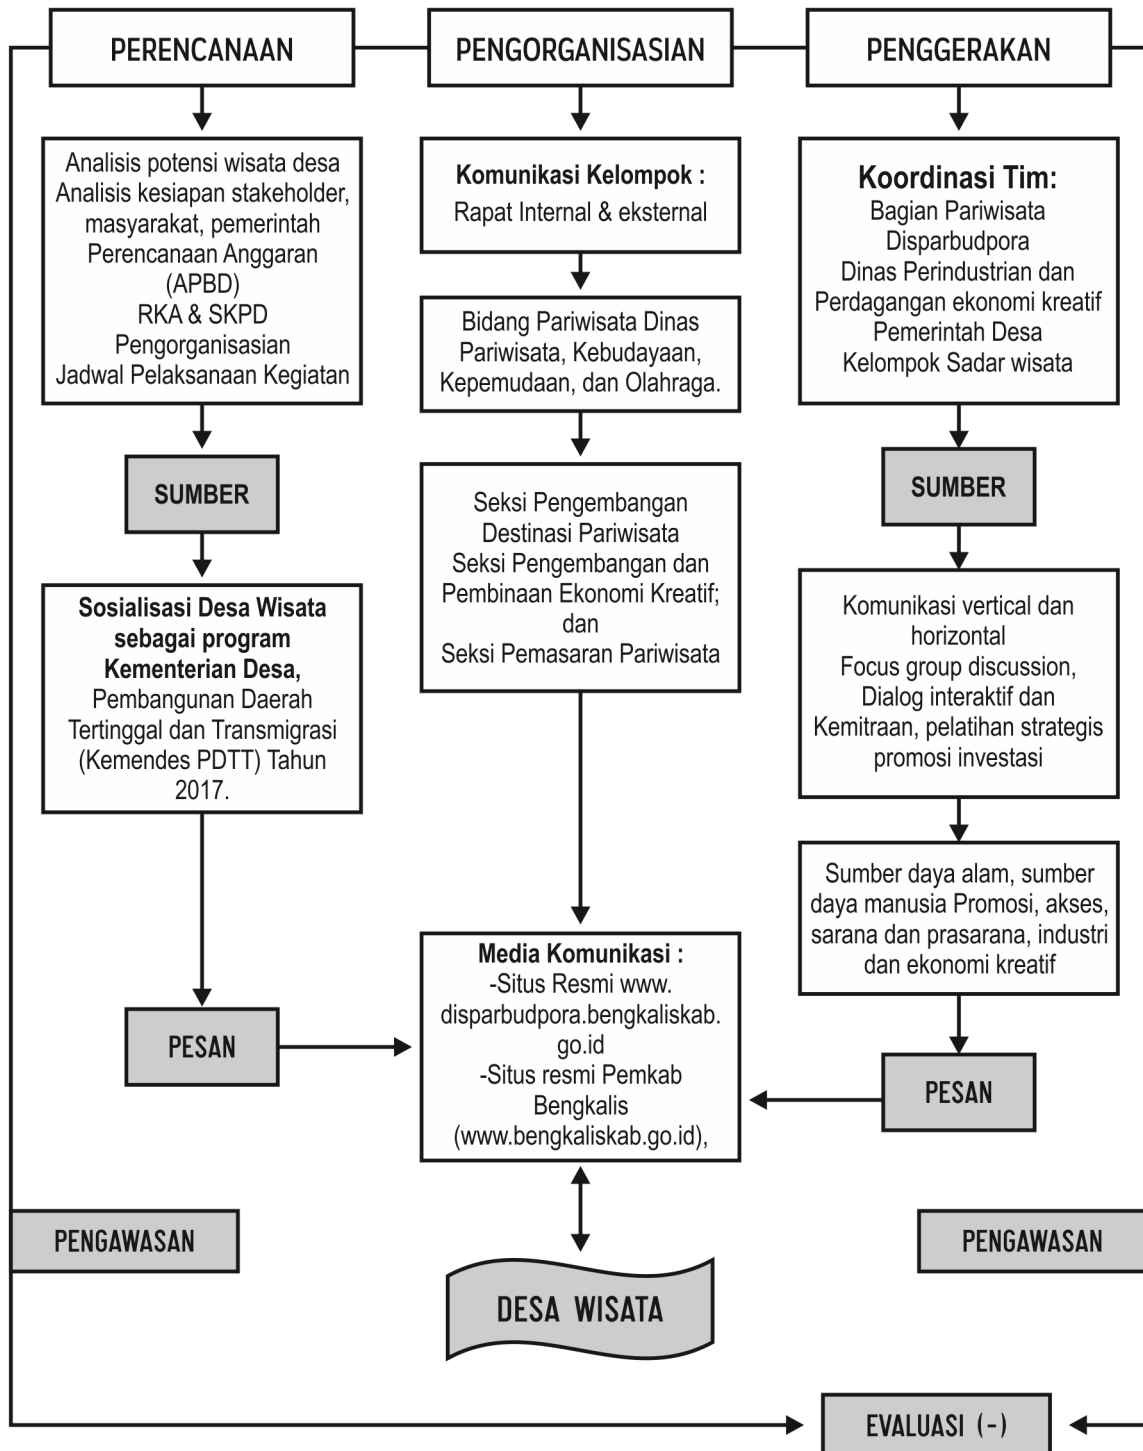 PERENCANAAN
PENGORGANISASIAN
PENGGERAKAN
Analisis potensi wisata desa
Analisis kesiapan stakeholder,
masyarakat, pemerintah
Perencanaan Anggaran
(APBD)
RKA & SKPD
Pengorganisasian
Jadwal Pelaksanaan Kegiatan
SUMBER
Sosialisasi Desa Wisata
sebagai program
Kementerian Desa,
Pembangunan Daerah
Tertinggal dan Transmigrasi
(Kemendes PDTT) Tahun
2017.
PESAN
Komunikasi Kelompok :
Rapat Internal & eksternal
Bidang Pariwisata Dinas
Pariwisata, Kebudayaan,
Kepemudaan, dan Olahraga.
Seksi Pengembangan
Destinasi Pariwisata
Seksi Pengembangan dan
Pembinaan Ekonomi Kreatif;
dan
Seksi Pemasaran Pariwisata
Media Komunikasi :
-Situs Resmi www.
disparbudpora.bengkaliskab.
go.id
-Situs resmi Pemkab
Bengkalis
(www.bengkaliskab.go.id),
Koordinasi Tim:
Bagian Pariwisata
Disparbudpora
Dinas Perindustrian dan
Perdagangan ekonomi kreatif
Pemerintah Desa
Kelompok Sadar wisata
SUMBER
Komunikasi vertical dan
horizontal
Focus group discussion,
Dialog interaktif dan
Kemitraan, pelatihan strategis
promosi investasi
Sumber daya alam, sumber
daya manusia Promosi, akses,
sarana dan prasarana, industri
dan ekonomi kreatif
PESAN
PENGAWASAN
PENGAWASAN
DESA WISATA
EVALUASI (-)